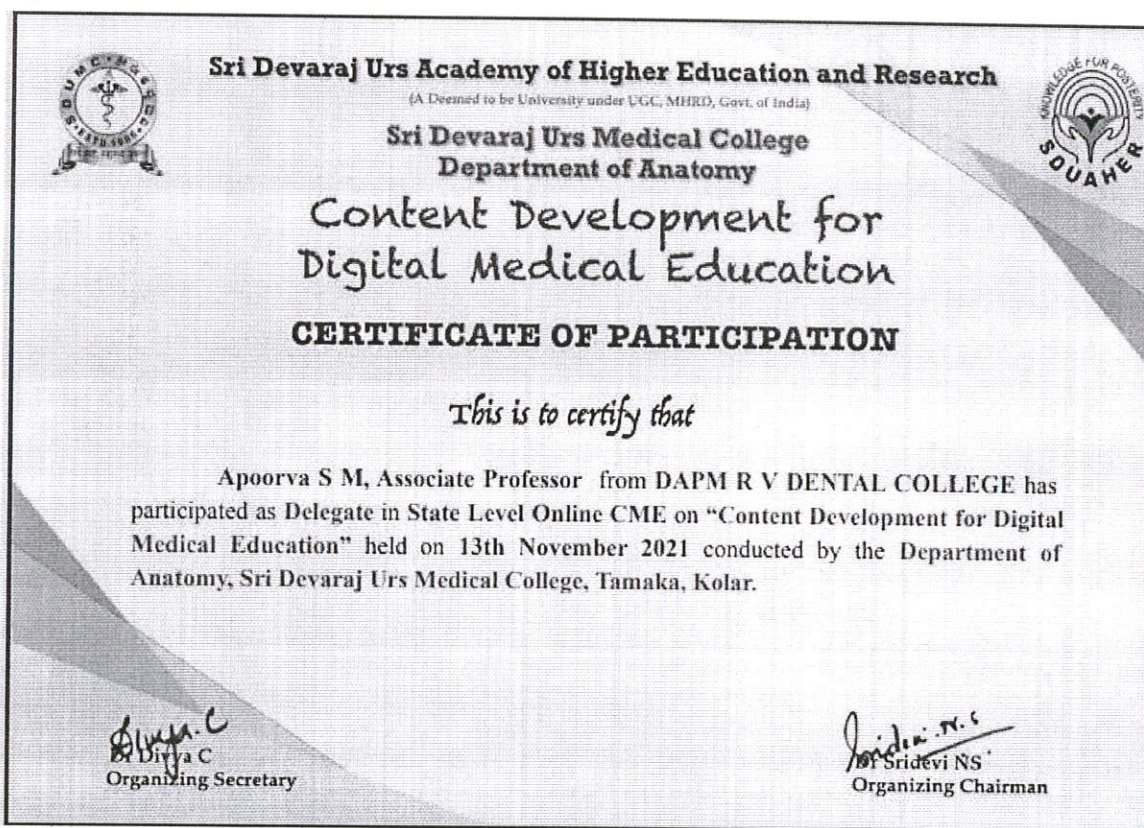 Sri Devaraj Urs Academy of Higher Education and Research
(A Deemed to be University under UGC, MHRD, Govt. of India)
Sri Devaraj Urs Medical College
Department of Anatomy
KNOWLEDGE FOR POSTERITY
SDUAHER
Content Development for
Digital Medical Education
CERTIFICATE OF PARTICIPATION
This is to certify that
Apoorva S M, Associate Professor from DAPM R V DENTAL COLLEGE has
participated as Delegate in State Level Online CME on “Content Development for Digital
Medical Education” held on 13th November 2021 conducted by the Department of
Anatomy, Sri Devaraj Urs Medical College, Tamaka, Kolar.
Divya. C
Dr Divya C
Organizing Secretary
Sridevi .N.S
Dr Sridevi NS
Organizing Chairman